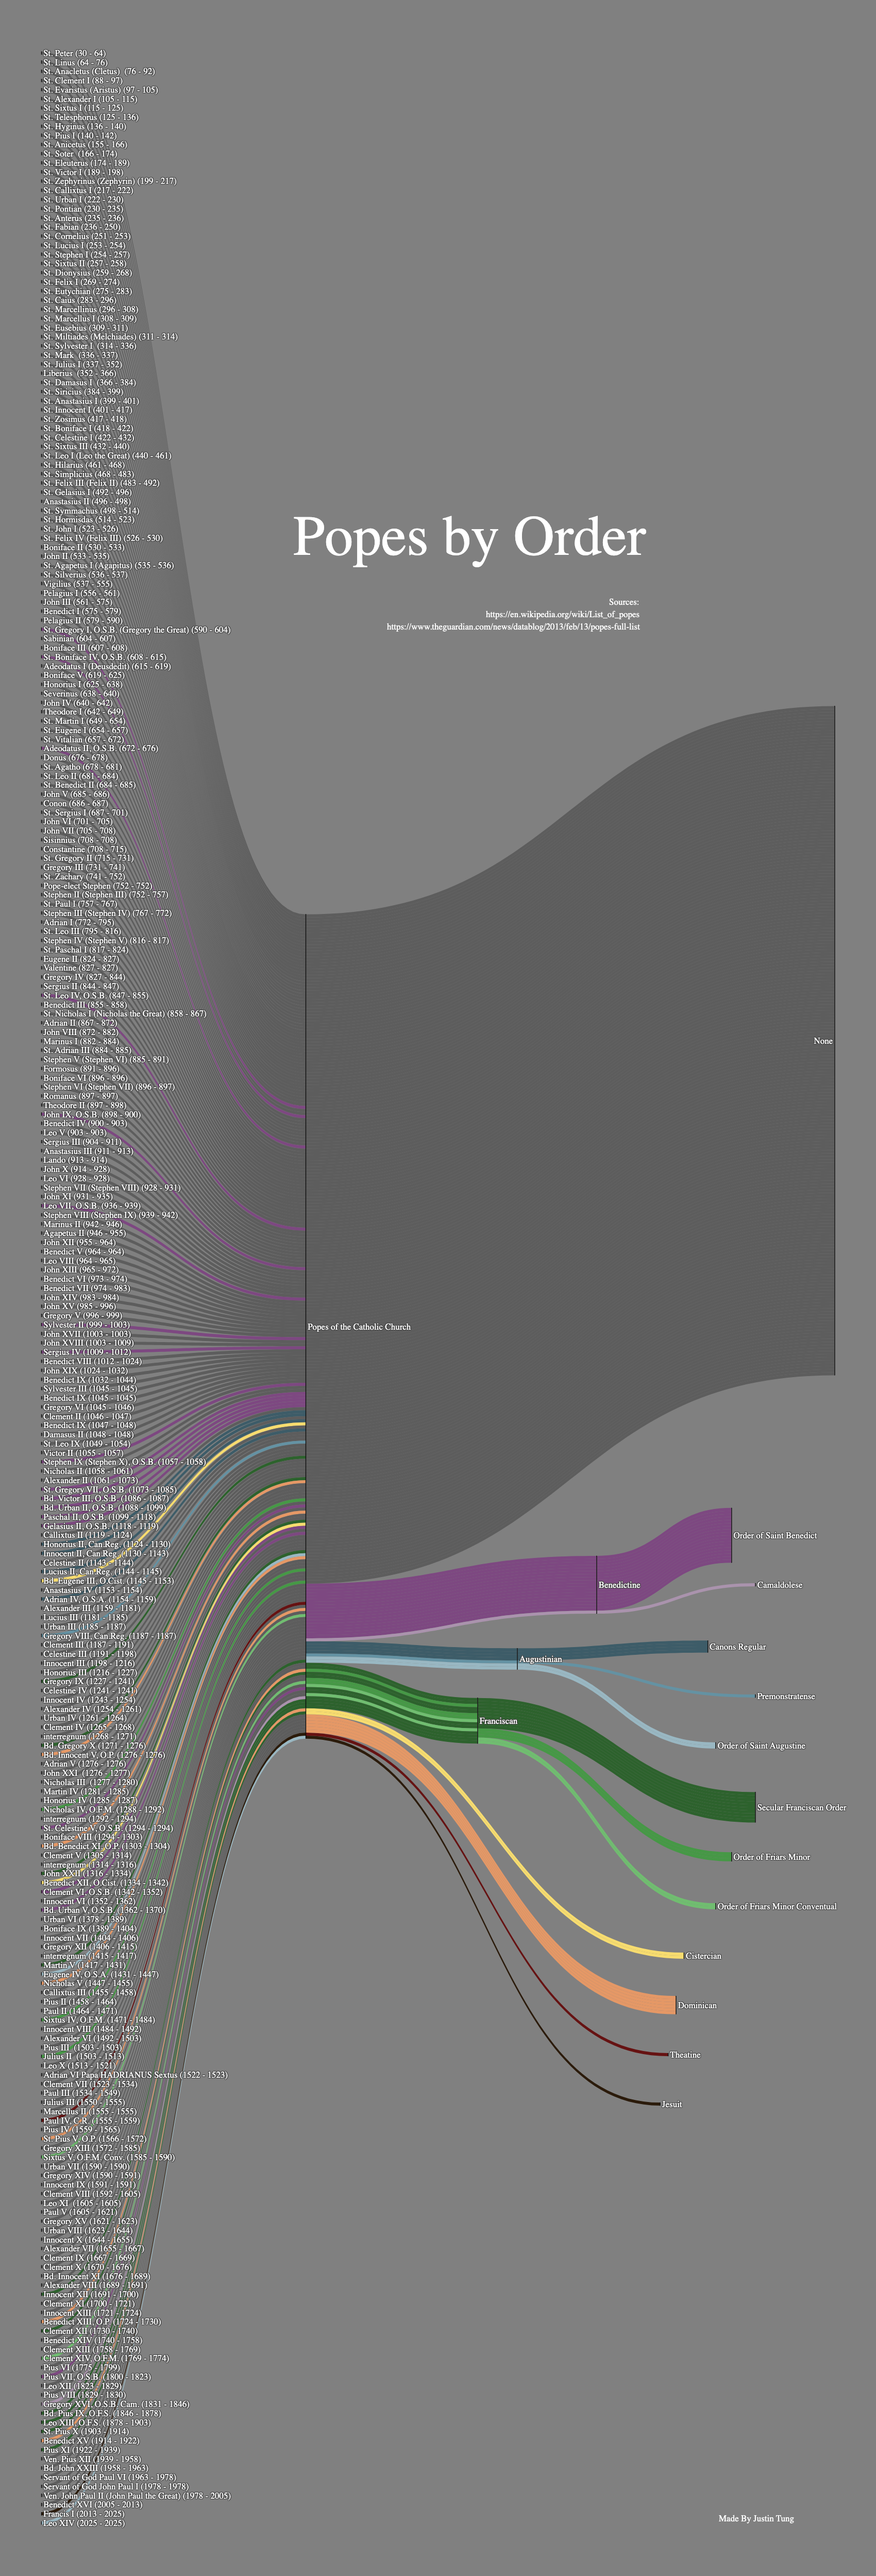 St. Peter (30 - 64)
St. Linus (64 - 76)
St. Anacletus (Cletus) (76 - 92)
St. Clement I (88 - 97)
St. Evaristus (Aristus) (97 - 105)
St. Alexander I (105 - 115)
St. Sixtus I (115 - 125)
St. Telesphorus (125 - 136)
St. Hyginus (136 - 140)
St. Pius I (140 - 142)
St. Anicetus (155 - 166)
St. Soter (166 - 174)
St. Eleuterus (174 - 189)
St. Victor I (189 - 198)
St. Zephyrinus (Zephyrin) (199 - 217)
St. Callixtus I (217 - 222)
St. Urban I (222 - 230)
St. Pontian (230 - 235)
St. Anterus (235 - 236)
St. Fabian (236 - 250)
St. Cornelius (251 - 253)
St. Lucius I (253 - 254)
St. Stephen I (254 - 257)
St. Sixtus II (257 - 258)
St. Dionysius (259 - 268)
St. Felix I (269 - 274)
St. Eutychian (275 - 283)
St. Caius (283 - 296)
St. Marcellinus (296 - 308)
St. Marcellus I (308 - 309)
St. Eusebius (309 - 311)
St. Miltiades (Melchiades) (311 - 314)
St. Sylvester I (314 - 336)
St. Mark (336 - 337)
St. Julius I (337 - 352)
Liberius (352 - 366)
St. Damasus I (366 - 384)
St. Siricius (384 - 399)
St. Anastasius I (399 - 401)
St. Innocent I (401 - 417)
St. Zosimus (417 - 418)
St. Boniface I (418 - 422)
St. Celestine I (422 - 432)
St. Sixtus III (432 - 440)
St. Leo I (Leo the Great) (440 - 461)
St. Hilarius (461 - 468)
St. Simplicius (468 - 483)
St. Felix III (Felix II) (483 - 492)
St. Gelasius I (492 - 496)
Anastasius II (496 - 498)
St. Symmachus (498 - 514)
St. Hormisdas (514 - 523)
St. John I (523 - 526)
St. Felix IV (Felix III) (526 - 530)
Boniface II (530 - 533)
John II (533 - 535)
St. Agapetus I (Agapitus) (535 - 536)
St. Silverius (536 - 537)
Vigilius (537 - 555)
Pelagius I (556 - 561)
John III (561 - 575)
Benedict I (575 - 579)
Pelagius II (579 - 590)
St. Gregory I, O.S.B. (Gregory the Great) (590 - 604)
Sabinian (604 - 607)
Boniface III (607 - 608)
St. Boniface IV, O.S.B. (608 - 615)
Adeodatus I (Deusdedit) (615 - 619)
Boniface V (619 - 625)
Honorius I (625 - 638)
Severinus (638 - 640)
John IV (640 - 642)
Theodore I (642 - 649)
St. Martin I (649 - 654)
St. Eugene I (654 - 657)
St. Vitalian (657 - 672)
Adeodatus II, O.S.B. (672 - 676)
Donus (676 - 678)
St. Agatho (678 - 681)
St. Leo II (681 - 684)
St. Benedict II (684 - 685)
John V (685 - 686)
Conon (686 - 687)
St. Sergius I (687 - 701)
John VI (701 - 705)
John VII (705 - 708)
Sisinnius (708 - 708)
Constantine (708 - 715)
St. Gregory II (715 - 731)
Gregory III (731 - 741)
St. Zachary (741 - 752)
Pope-elect Stephen (752 - 752)
Stephen II (Stephen III) (752 - 757)
St. Paul I (757 - 767)
Stephen III (Stephen IV) (767 - 772)
Adrian I (772 - 795)
St. Leo III (795 - 816)
Stephen IV (Stephen V) (816 - 817)
St. Paschal I (817 - 824)
Eugene II (824 - 827)
Valentine (827 - 827)
Gregory IV (827 - 844)
Sergius II (844 - 847)
St. Leo IV, O.S.B. (847 - 855)
Benedict III (855 - 858)
St. Nicholas I (Nicholas the Great) (858 - 867)
Adrian II (867 - 872)
John VIII (872 - 882)
Marinus I (882 - 884)
St. Adrian III (884 - 885)
Stephen V (Stephen VI) (885 - 891)
Formosus (891 - 896)
Boniface VI (896 - 896)
Stephen VI (Stephen VII) (896 - 897)
Romanus (897 - 897)
Theodore II (897 - 898)
John IX, O.S.B. (898 - 900)
Benedict IV (900 - 903)
Leo V (903 - 903)
Sergius III (904 - 911)
Anastasius III (911 - 913)
Lando (913 - 914)
John X (914 - 928)
Leo VI (928 - 928)
Stephen VII (Stephen VIII) (928 - 931)
John XI (931 - 935)
Leo VII, O.S.B. (936 - 939)
Stephen VIII (Stephen IX) (939 - 942)
Marinus II (942 - 946)
Agapetus II (946 - 955)
John XII (955 - 964)
Benedict V (964 - 964)
Leo VIII (964 - 965)
John XIII (965 - 972)
Benedict VI (973 - 974)
Benedict VII (974 - 983)
John XIV (983 - 984)
John XV (985 - 996)
Gregory V (996 - 999)
Sylvester II (999 - 1003)
John XVII (1003 - 1003)
John XVIII (1003 - 1009)
Sergius IV (1009 - 1012)
Benedict VIII (1012 - 1024)
John XIX (1024 - 1032)
Benedict IX (1032 - 1044)
Sylvester III (1045 - 1045)
Benedict IX (1045 - 1045)
Gregory VI (1045 - 1046)
Clement II (1046 - 1047)
Benedict IX (1047 - 1048)
Damasus II (1048 - 1048)
St. Leo IX (1049 - 1054)
Victor II (1055 - 1057)
Stephen IX (Stephen X), O.S.B. (1057 - 1058)
Nicholas II (1058 - 1061)
Alexander II (1061 - 1073)
St. Gregory VII, O.S.B. (1073 - 1085)
Bd. Victor III, O.S.B. (1086 - 1087)
Bd. Urban II, O.S.B. (1088 - 1099)
Paschal II, O.S.B. (1099 - 1118)
Gelasius II, O.S.B. (1118 - 1119)
Callixtus II (1119 - 1124)
Honorius II, Can.Reg. (1124 - 1130)
Innocent II, Can.Reg. (1130 - 1143)
Celestine II (1143 - 1144)
Lucius II, Can.Reg. (1144 - 1145)
Bd. Eugene III, O.Cist. (1145 - 1153)
Anastasius IV (1153 - 1154)
Adrian IV, O.S.A. (1154 - 1159)
Alexander III (1159 - 1181)
Lucius III (1181 - 1185)
Urban III (1185 - 1187)
Gregory VIII, Can.Reg. (1187 - 1187)
Clement III (1187 - 1191)
Celestine III (1191 - 1198)
Innocent III (1198 - 1216)
Honorius III (1216 - 1227)
Gregory IX (1227 - 1241)
Celestine IV (1241 - 1241)
Innocent IV (1243 - 1254)
Alexander IV (1254 - 1261)
Urban IV (1261 - 1264)
Clement IV (1265 - 1268)
interregnum (1268 - 1271)
Bd. Gregory X (1271 - 1276)
Bd. Innocent V, O.P. (1276 - 1276)
Adrian V (1276 - 1276)
John XXI (1276 - 1277)
Nicholas III (1277 - 1280)
Martin IV (1281 - 1285)
Honorius IV (1285 - 1287)
Nicholas IV, O.F.M. (1288 - 1292)
interregnum (1292 - 1294)
St. Celestine V, O.S.B. (1294 - 1294)
Boniface VIII (1294 - 1303)
Bd. Benedict XI, O.P. (1303 - 1304)
Clement V (1305 - 1314)
interregnum (1314 - 1316)
John XXII (1316 - 1334)
Benedict XII, O.Cist. (1334 - 1342)
Clement VI, O.S.B. (1342 - 1352)
Innocent VI (1352 - 1362)
Bd. Urban V, O.S.B. (1362 - 1370)
Urban VI (1378 - 1389)
Boniface IX (1389 - 1404)
Innocent VII (1404 - 1406)
Gregory XII (1406 - 1415)
interregnum (1415 - 1417)
Martin V (1417 - 1431)
Eugene IV, O.S.A. (1431 - 1447)
Nicholas V (1447 - 1455)
Callixtus III (1455 - 1458)
Pius II (1458 - 1464)
Paul II (1464 - 1471)
Sixtus IV, O.F.M. (1471 - 1484)
Innocent VIII (1484 - 1492)
Alexander VI (1492 - 1503)
Pius III (1503 - 1503)
Julius II (1503 - 1513)
Leo X (1513 - 1521)
Adrian VI Papa HADRIANUS Sextus (1522 - 1523)
Clement VII (1523 - 1534)
Paul III (1534 - 1549)
Julius III (1550 - 1555)
Marcellus II (1555 - 1555)
Paul IV, C.R. (1555 - 1559)
Pius IV (1559 - 1565)
St. Pius V, O.P. (1566 - 1572)
Gregory XIII (1572 - 1585)
Sixtus V, O.F.M. Conv. (1585 - 1590)
Urban VII (1590 - 1590)
Gregory XIV (1590 - 1591)
Innocent IX (1591 - 1591)
Clement VIII (1592 - 1605)
Leo XI (1605 - 1605)
Paul V (1605 - 1621)
Gregory XV (1621 - 1623)
Urban VIII (1623 - 1644)
Innocent X (1644 - 1655)
Alexander VII (1655 - 1667)
Clement IX (1667 - 1669)
Clement X (1670 - 1676)
Bd. Innocent XI (1676 - 1689)
Alexander VIII (1689 - 1691)
Innocent XII (1691 - 1700)
Clement XI (1700 - 1721)
Innocent XIII (1721 - 1724)
Benedict XIII, O.P. (1724 - 1730)
Clement XII (1730 - 1740)
Benedict XIV (1740 - 1758)
Clement XIII (1758 - 1769)
Clement XIV, O.F.M. (1769 - 1774)
Pius VI (1775 - 1799)
Pius VII, O.S.B. (1800 - 1823)
Leo XII (1823 - 1829)
Pius VIII (1829 - 1830)
Gregory XVI, O.S.B. Cam. (1831 - 1846)
Bd. Pius IX, O.F.S. (1846 - 1878)
Leo XIII, O.F.S. (1878 - 1903)
St. Pius X (1903 - 1914)
Benedict XV (1914 - 1922)
Pius XI (1922 - 1939)
Ven. Pius XII (1939 - 1958)
Bd. John XXIII (1958 - 1963)
Servant of God Paul VI (1963 - 1978)
Servant of God John Paul I (1978 - 1978)
Ven. John Paul II (John Paul the Great) (1978 - 2005)
Benedict XVI (2005 - 2013)
Francis I (2013 - 2025)
Leo XIV (2025 - 2025)
Popes by Order
Sources:
https://en.wikipedia.org/wiki/List_of_popes
https://www.theguardian.com/news/datablog/2013/feb/13/popes-full-list
Popes of the Catholic Church
None
Order of Saint Benedict
Benedictine
Camaldolese
Canons Regular
Augustinian
Premonstratense
Franciscan
Order of Saint Augustine
Secular Franciscan Order
Order of Friars Minor
Order of Friars Minor Conventual
Cistercian
Dominican
Theatine
Jesuit
Made By Justin Tung